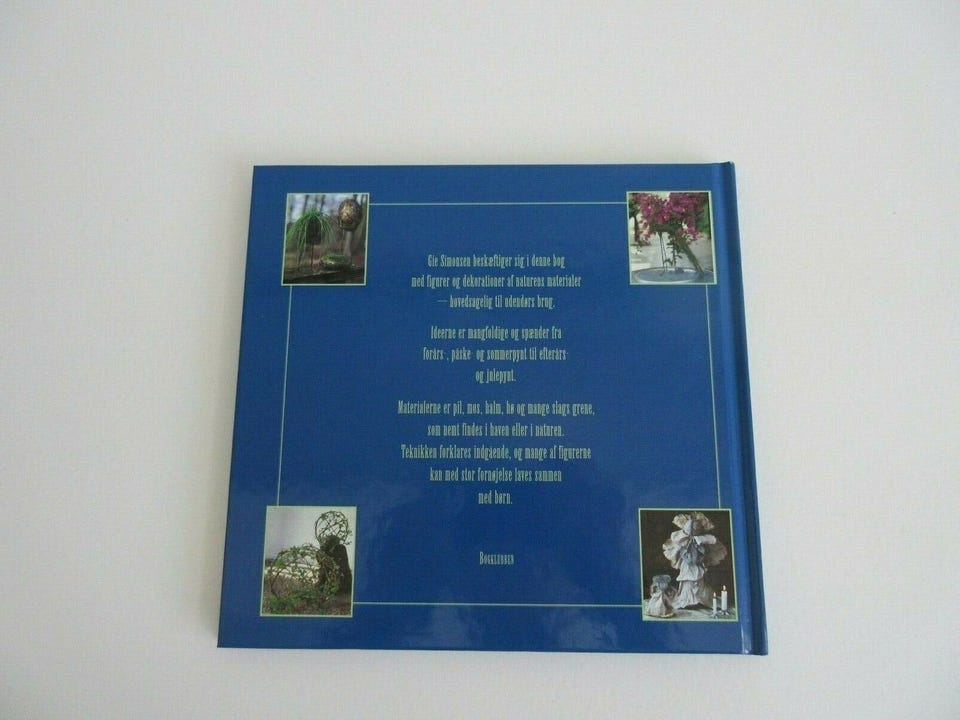 Gie Simonsen beskæftiger sig i denne bog
med figurer og dekorationer af naturens materialer
— hovedsagelig til udendørs brug.
Ideerne er mangfoldige og spænder fra
forårs-, påske- og sommerpynt til efterårs-
og julepynt.
Materialerne er pil, mos, halm, hø og mange slags grene,
som nemt findes i haven eller i naturen.
Teknikken forklares indgående, og mange af figurerne
kan med stor fornøjelse laves sammen
med børn.
BOGKLUBBEN